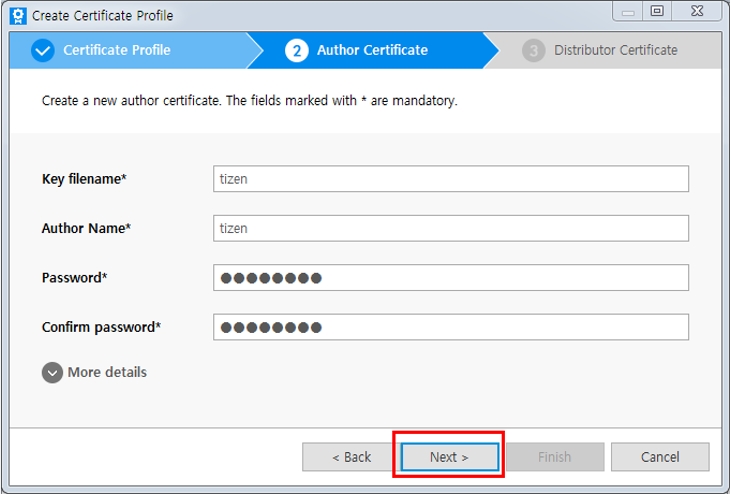 Create Certificate Profile
Certificate Profile
2 Author Certificate
3 Distributor Certificate
Create a new author certificate. The fields marked with * are mandatory.
Key filename* tizen
Author Name* tizen
Password* ●●●●●●●●
Confirm password* ●●●●●●●●
More details
< Back Next > Finish Cancel